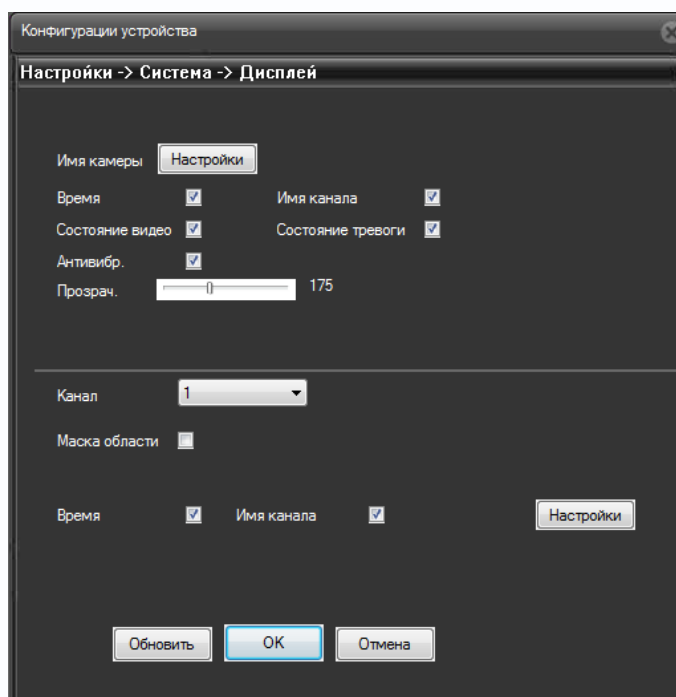 Конфигурации устройства
Настройки -> Система -> Дисплей
Имя камеры Настройки
Время Имя канала
Состояние видео Состояние тревоги
Антивибр.
Прозрач. 175
Канал 1
Маска области
Время Имя канала Настройки
Обновить OK Отмена